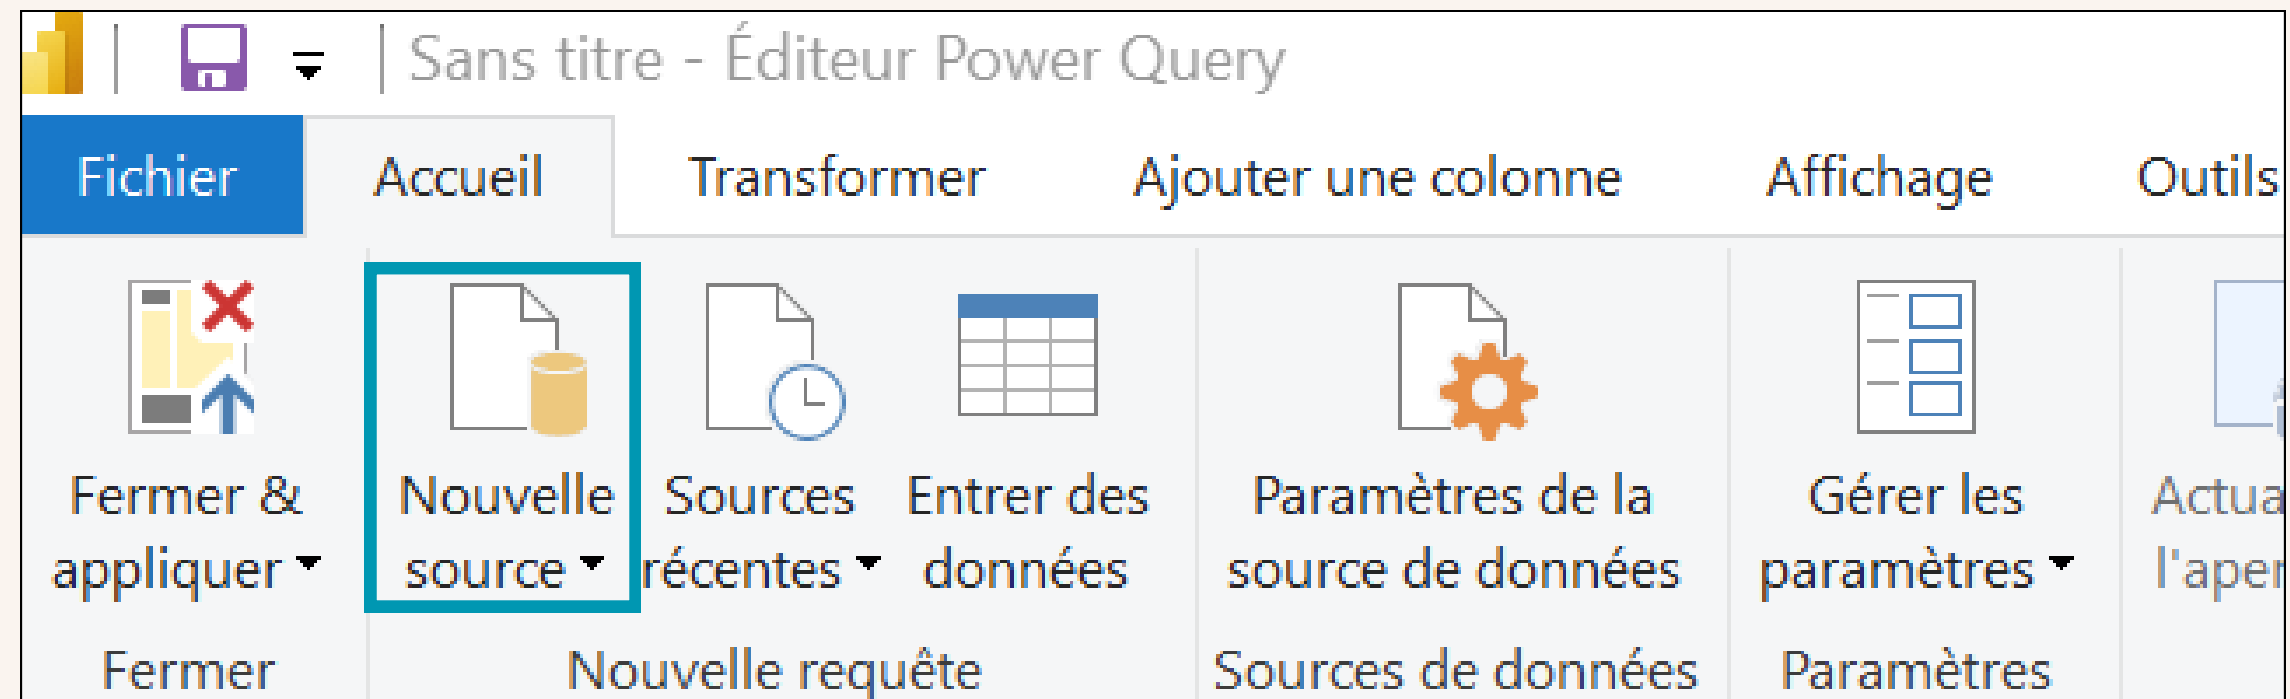 Sans titre - Éditeur Power Query
Fichier Accueil Transformer Ajouter une colonne Affichage Outils
Fermer & Nouvelle Sources Entrer des Paramètres de la Gérer les
appliquer source récentes données source de données paramètres
Fermer Nouvelle requête Sources de données Paramètres